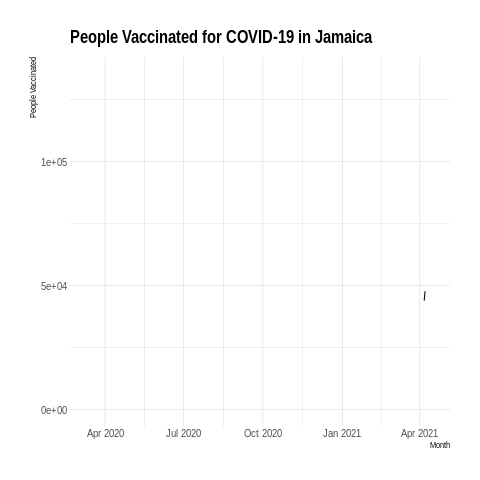 People Vaccinated for COVID-19 in Jamaica
People Vaccinated
1e+05
5e+04
0e+00
Apr 2020 Jul 2020 Oct 2020 Jan 2021 Apr 2021
Month